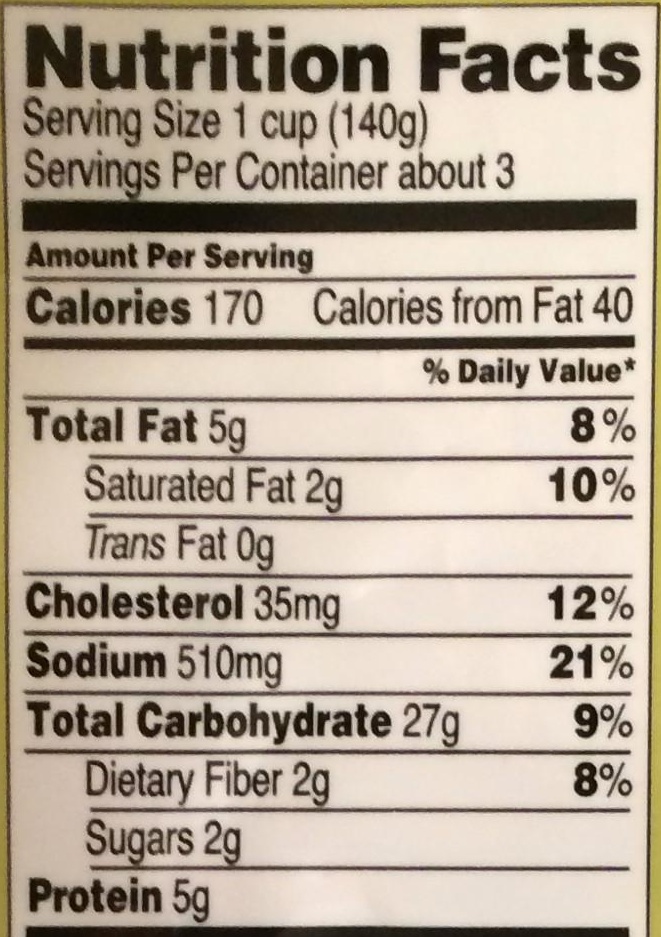 Nutrition Facts
Serving Size 1 cup (140g)
Servings Per Container about 3
Amount Per Serving
Calories 170 Calories from Fat 40
% Daily Value*
Total Fat 5g 8%
Saturated Fat 2g 10%
Trans Fat 0g
Cholesterol 35mg 12%
Sodium 510mg 21%
Total Carbohydrate 27g 9%
Dietary Fiber 2g 8%
Sugars 2g
Protein 5g